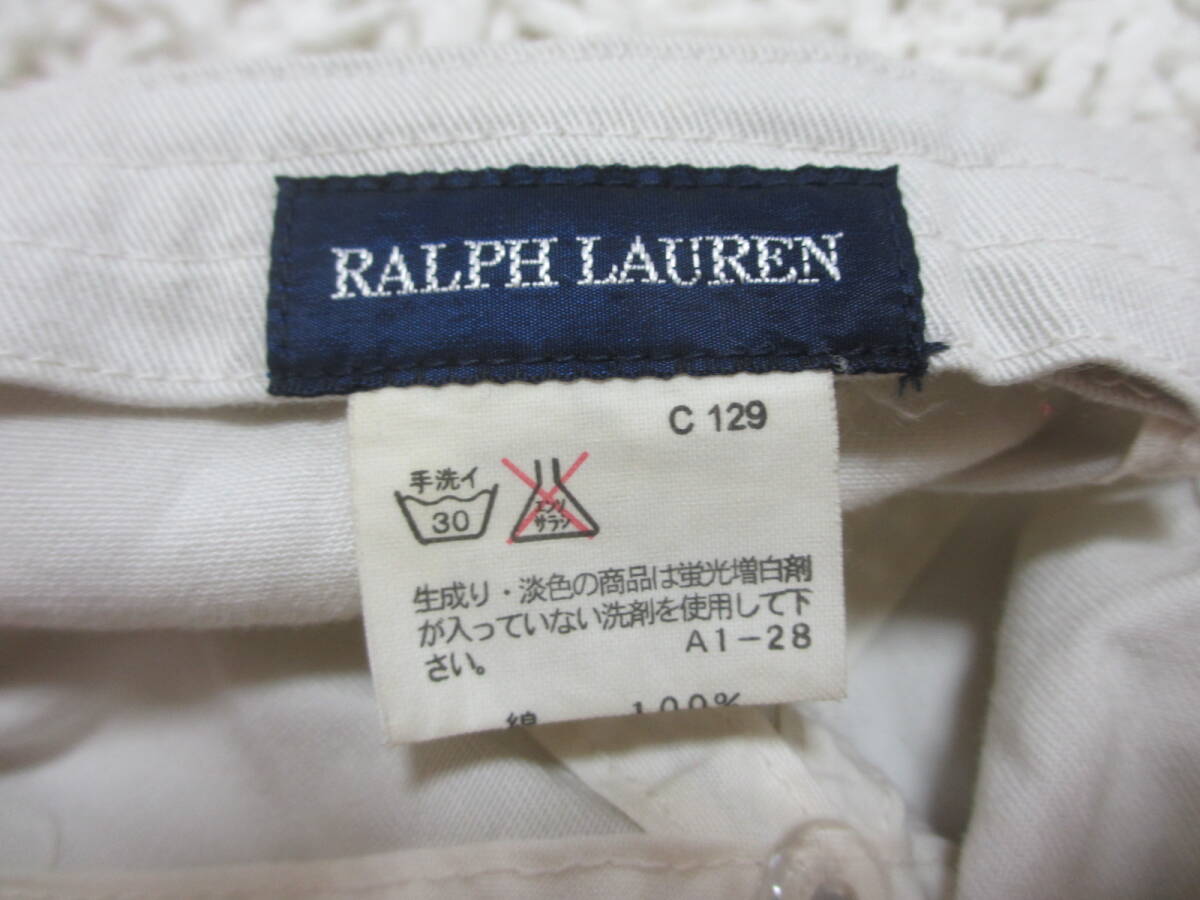 RALPH LAUREN
C 129
手洗イ
30
エンソ
サラシ
生成り・淡色の商品は蛍光増白剤
が入っていない洗剤を使用して下
さい。
A1-28
綿 100%